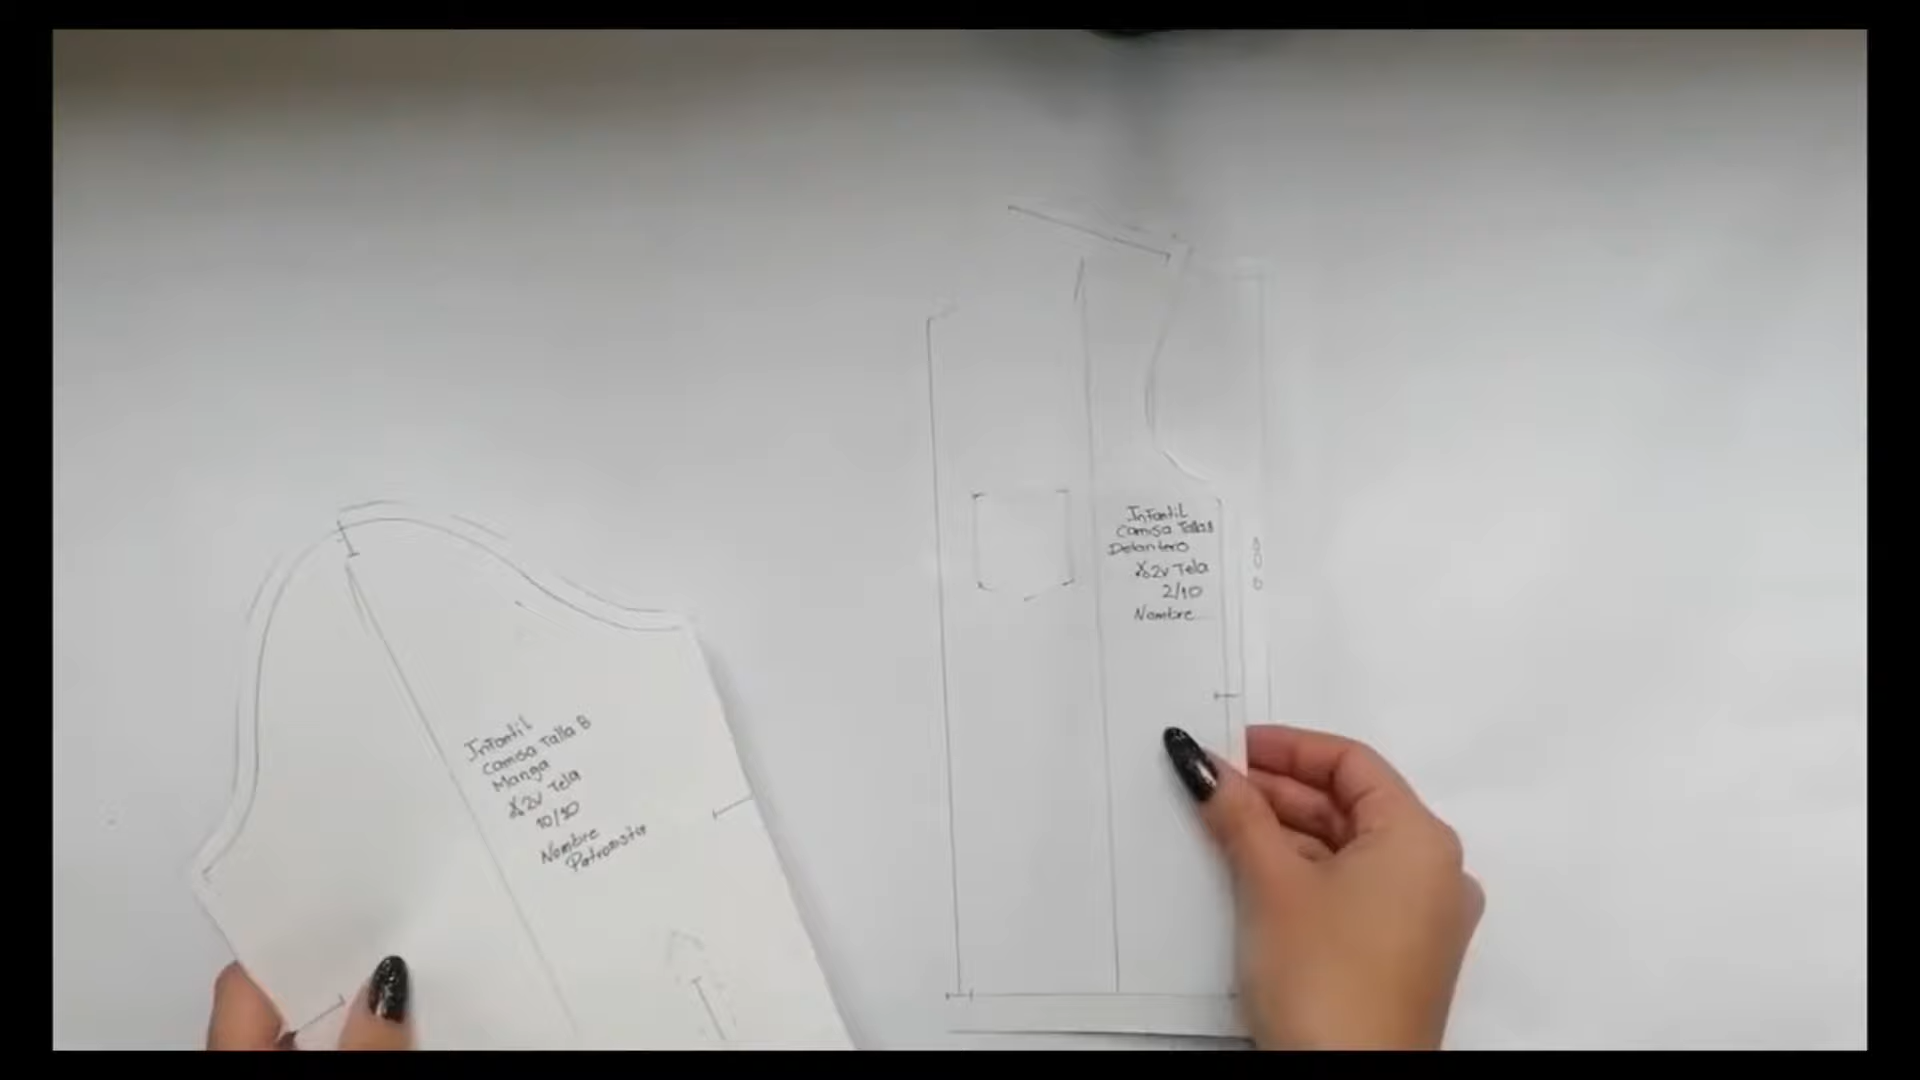 Infantil
Camisa Talla 8
Manga
X2v Tela
10/10
Nombre
Patronista
Infantil
Camisa Talla 8
Delantero
X2v Tela
2/10
Nombre